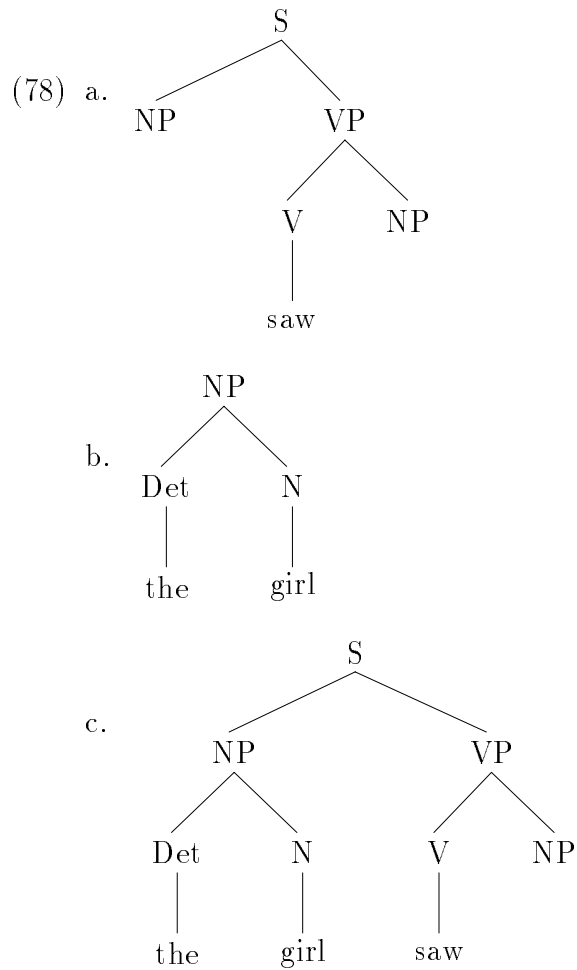 S
(78) a.
NP VP
V NP
saw
NP
b.
Det N
the girl
S
c.
NP VP
Det N V NP
the girl saw